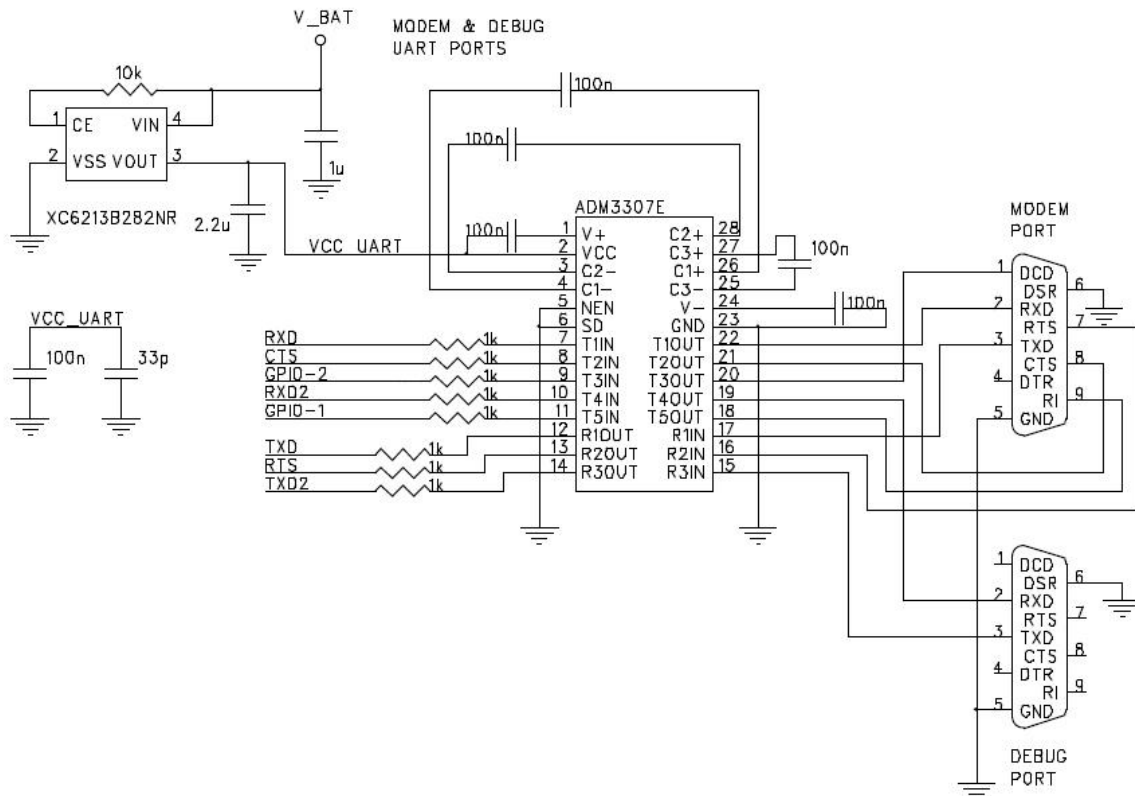 V_BAT
MODEM & DEBUG
UART PORTS
10k
100n
1 CE VIN 4
2 VSS VOUT 3
1u
100n
XC6213B282NR
2.2u
ADM3307E
MODEM
PORT
100n
VCC_UART
100n
1 V+ C2+ 28
2 VCC C3+ 27
3 C2- C1+ 26
4 C1- C3- 25
5 NEN V- 24
6 SD GND 23
7 T1IN T1OUT 22
8 T2IN T2OUT 21
9 T3IN T3OUT 20
10 T4IN T4OUT 19
11 T5IN T5OUT 18
12 R1OUT R1IN 17
13 R2OUT R2IN 16
14 R3OUT R3IN 15
100n
VCC_UART
100n 33p
RXD 1k
CTS 1k
GPIO-2 1k
RXD2 1k
GPIO-1 1k
TXD 1k
RTS 1k
TXD2 1k
1 DCD
DSR 6
2 RXD
RTS 7
3 TXD
CTS 8
4 DTR
RI 9
5 GND
1 DCD
DSR 6
2 RXD
RTS 7
3 TXD
CTS 8
4 DTR
RI 9
5 GND
DEBUG
PORT